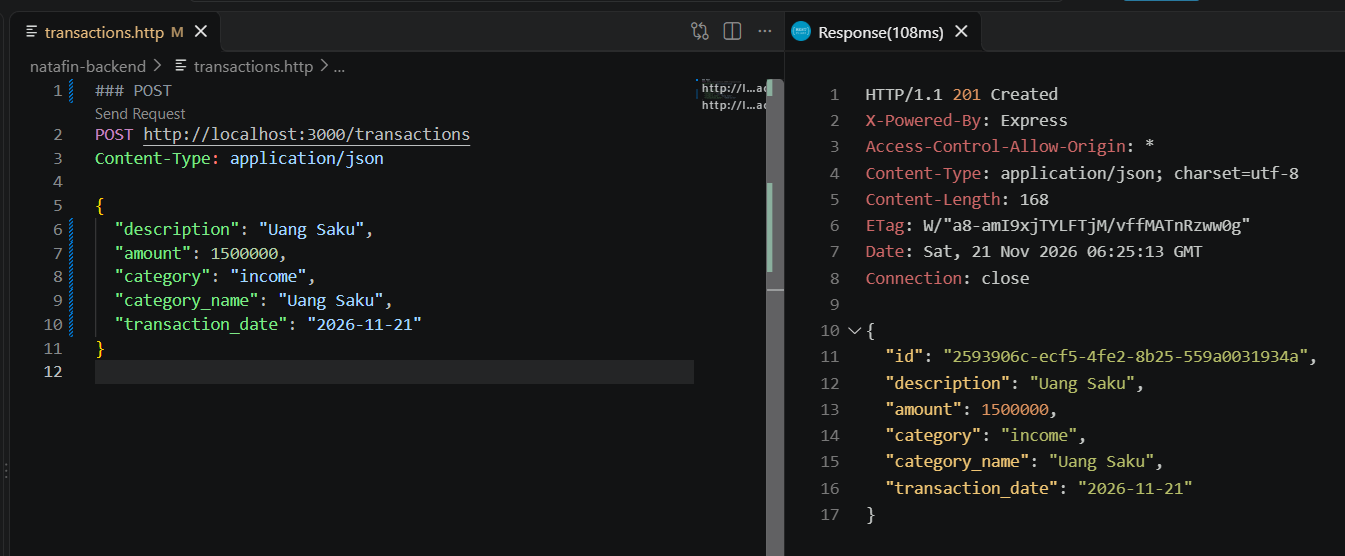 transactions.http M
natafin-backend > transactions.http > ...
1 ### POST
Send Request
2 POST http://localhost:3000/transactions
3 Content-Type: application/json
4
5 {
6 "description": "Uang Saku",
7 "amount": 1500000,
8 "category": "income",
9 "category_name": "Uang Saku",
10 "transaction_date": "2026-11-21"
11 }
12
http://l...ac
http://l...ac
Response(108ms)
1 HTTP/1.1 201 Created
2 X-Powered-By: Express
3 Access-Control-Allow-Origin: *
4 Content-Type: application/json; charset=utf-8
5 Content-Length: 168
6 ETag: W/"a8-amI9xjTYLFTjM/vffMATnRzww0g"
7 Date: Sat, 21 Nov 2026 06:25:13 GMT
8 Connection: close
9
10 {
11 "id": "2593906c-ecf5-4fe2-8b25-559a0031934a",
12 "description": "Uang Saku",
13 "amount": 1500000,
14 "category": "income",
15 "category_name": "Uang Saku",
16 "transaction_date": "2026-11-21"
17 }